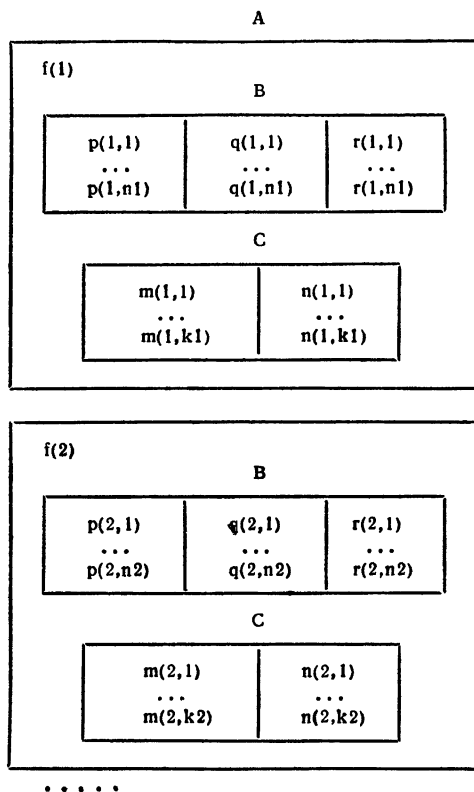 A
f(1)
B
p(1,1) q(1,1) r(1,1)
... ... ...
p(1,n1) q(1,n1) r(1,n1)
C
m(1,1) n(1,1)
... ...
m(1,k1) n(1,k1)
f(2)
B
p(2,1) q(2,1) r(2,1)
... ... ...
p(2,n2) q(2,n2) r(2,n2)
C
m(2,1) n(2,1)
... ...
m(2,k2) n(2,k2)
.....